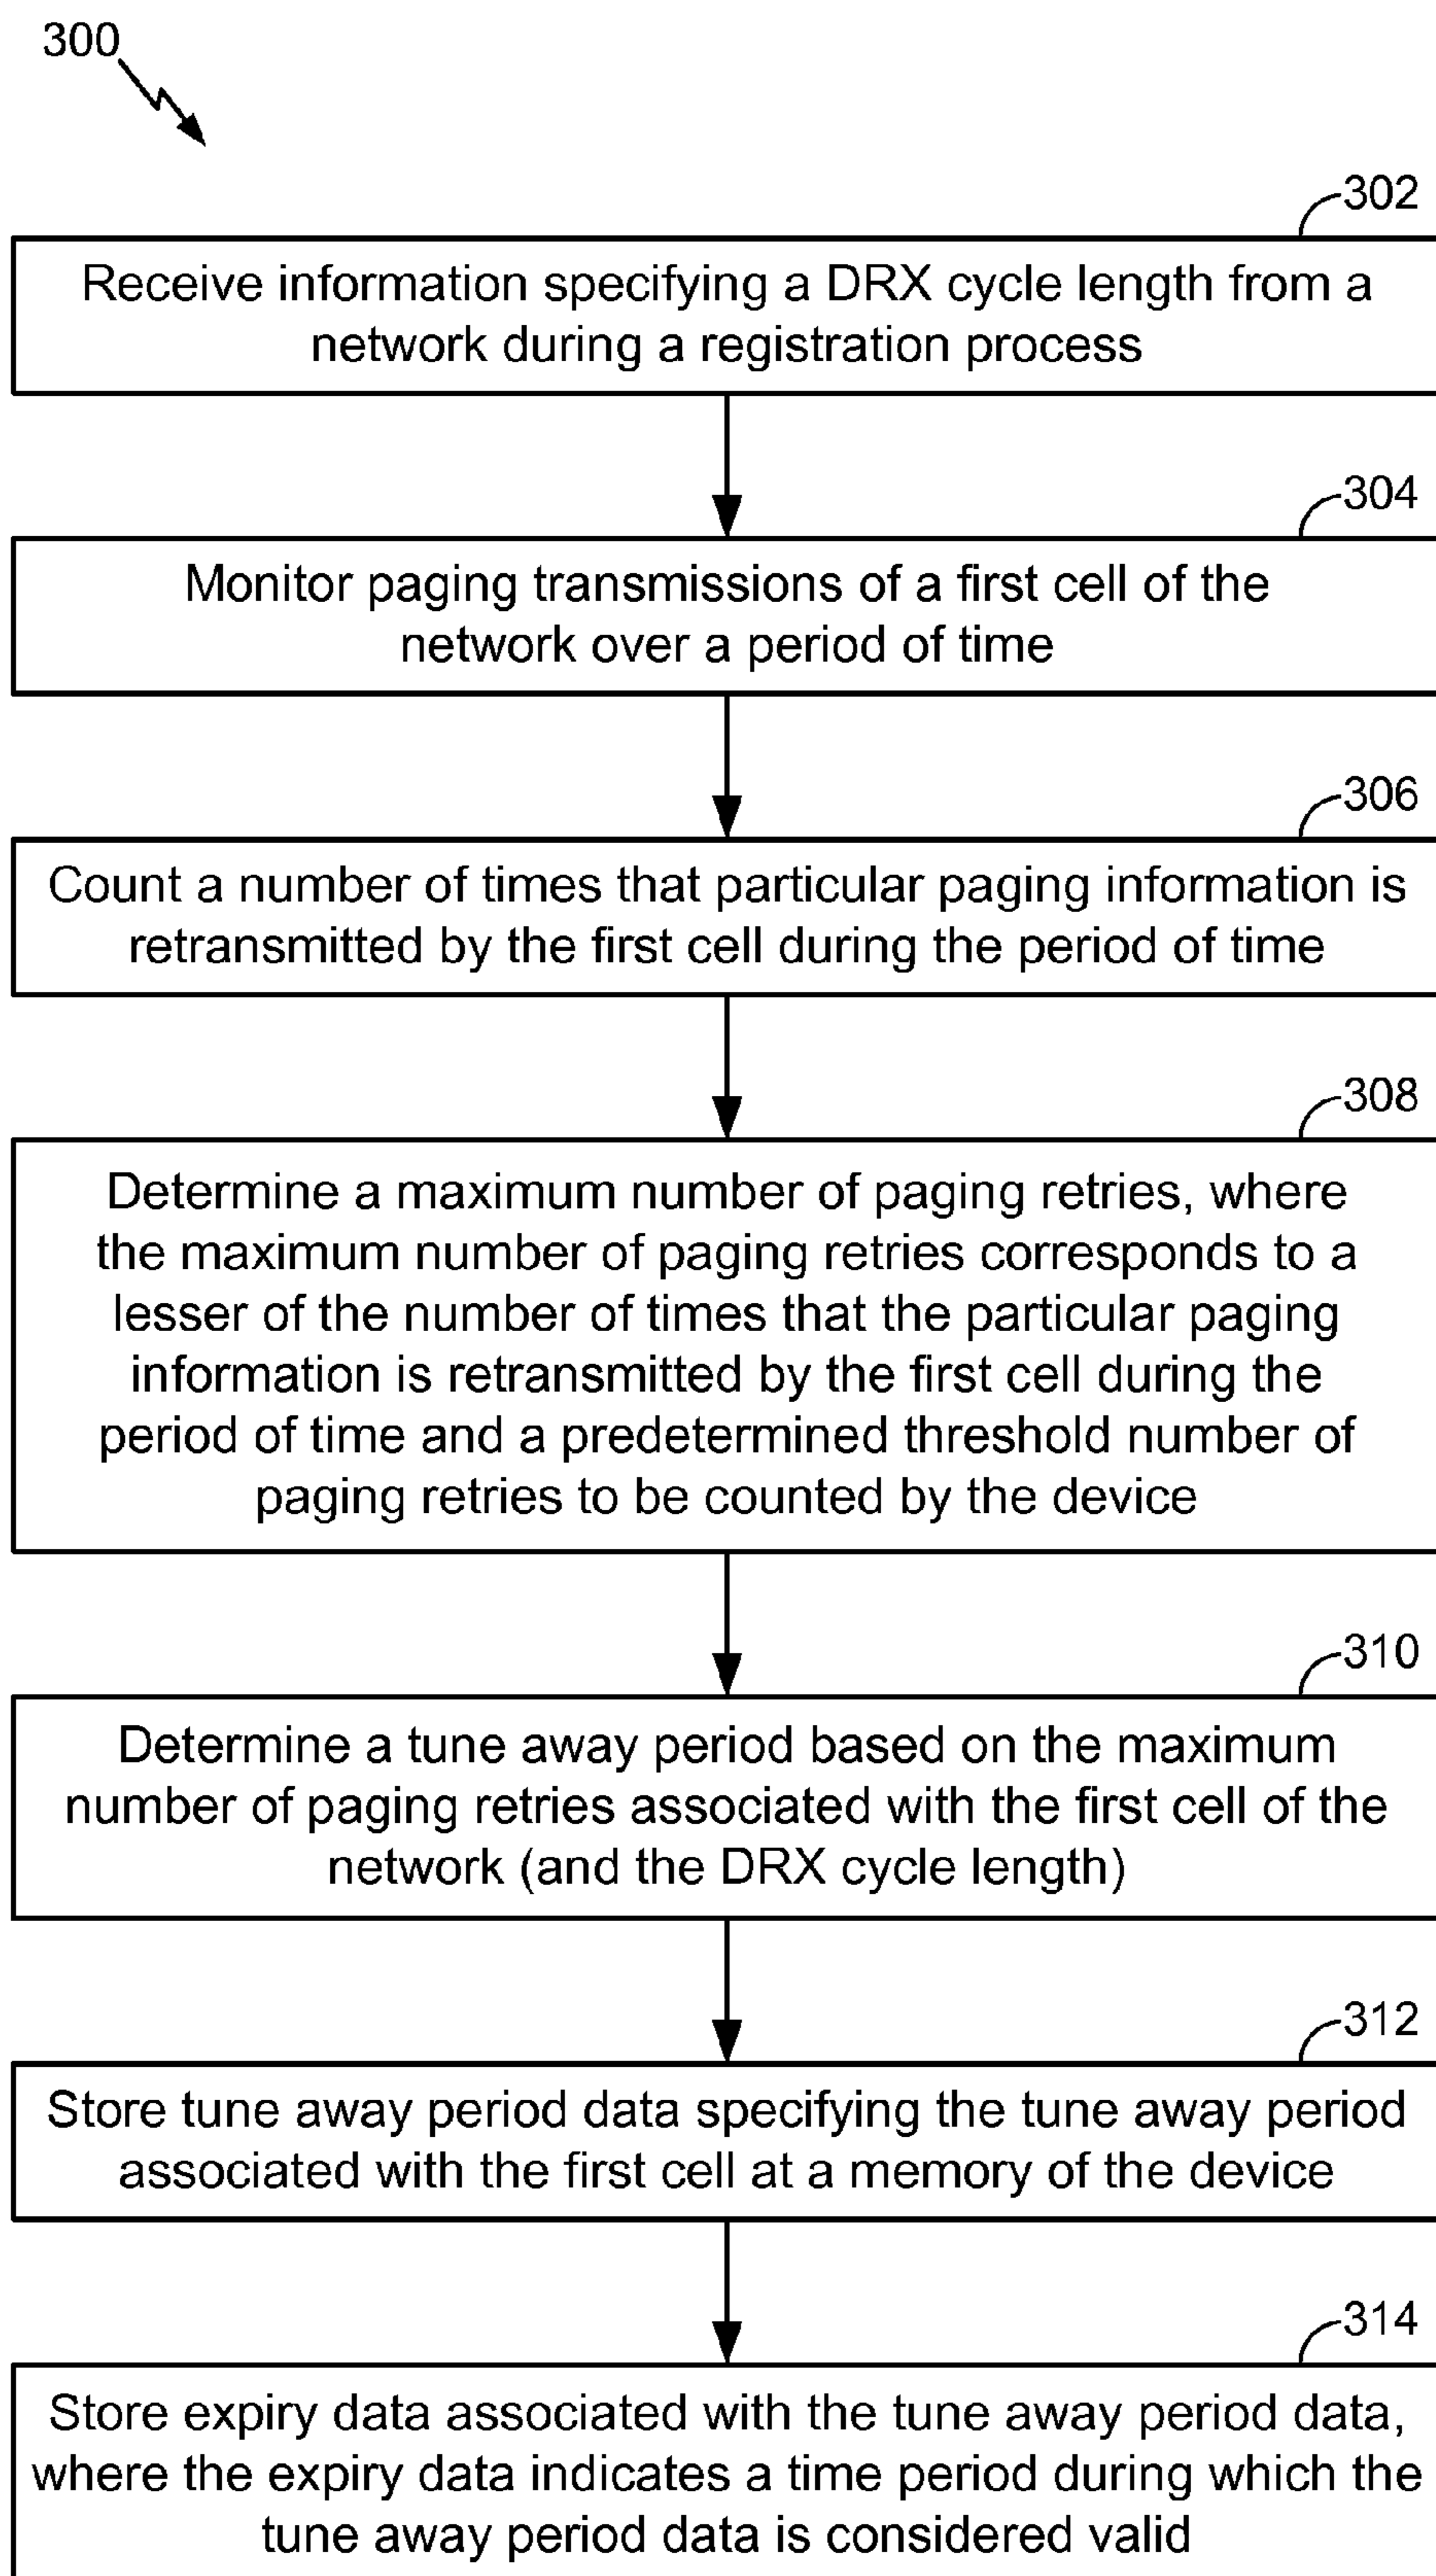 300
302
Receive information specifying a DRX cycle length from a
network during a registration process
304
Monitor paging transmissions of a first cell of the
network over a period of time
306
Count a number of times that particular paging information is
retransmitted by the first cell during the period of time
308
Determine a maximum number of paging retries, where
the maximum number of paging retries corresponds to a
lesser of the number of times that the particular paging
information is retransmitted by the first cell during the
period of time and a predetermined threshold number of
paging retries to be counted by the device
310
Determine a tune away period based on the maximum
number of paging retries associated with the first cell of the
network (and the DRX cycle length)
312
Store tune away period data specifying the tune away period
associated with the first cell at a memory of the device
314
Store expiry data associated with the tune away period data,
where the expiry data indicates a time period during which the
tune away period data is considered valid